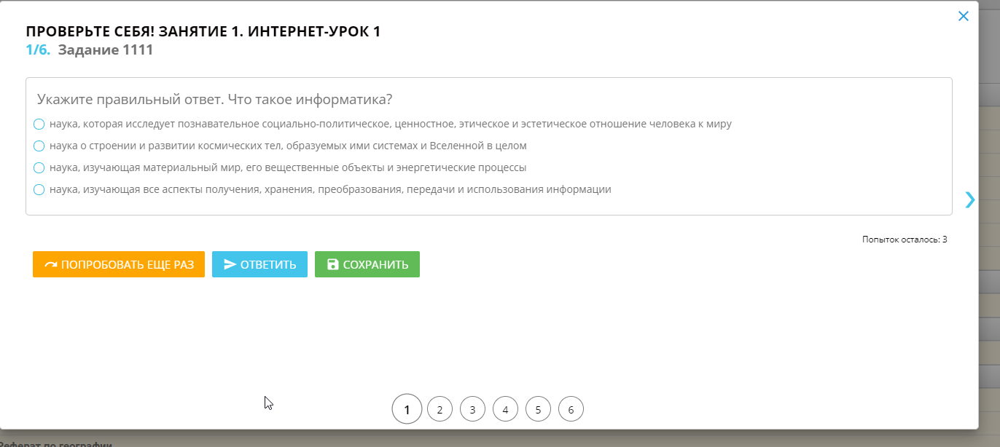 ПРОВЕРЬТЕ СЕБЯ! ЗАНЯТИЕ 1. ИНТЕРНЕТ-УРОК 1
1/6. Задание 1111
Укажите правильный ответ. Что такое информатика?
наука, которая исследует познавательное социально-политическое, ценностное, этическое и эстетическое отношение человека к миру
наука о строении и развитии космических тел, образуемых ими системах и Вселенной в целом
наука, изучающая материальный мир, его вещественные объекты и энергетические процессы
наука, изучающая все аспекты получения, хранения, преобразования, передачи и использования информации
Попыток осталось: 3
ПОПРОБОВАТЬ ЕЩЕ РАЗ ОТВЕТИТЬ СОХРАНИТЬ
1 2 3 4 5 6
Реферат по географии